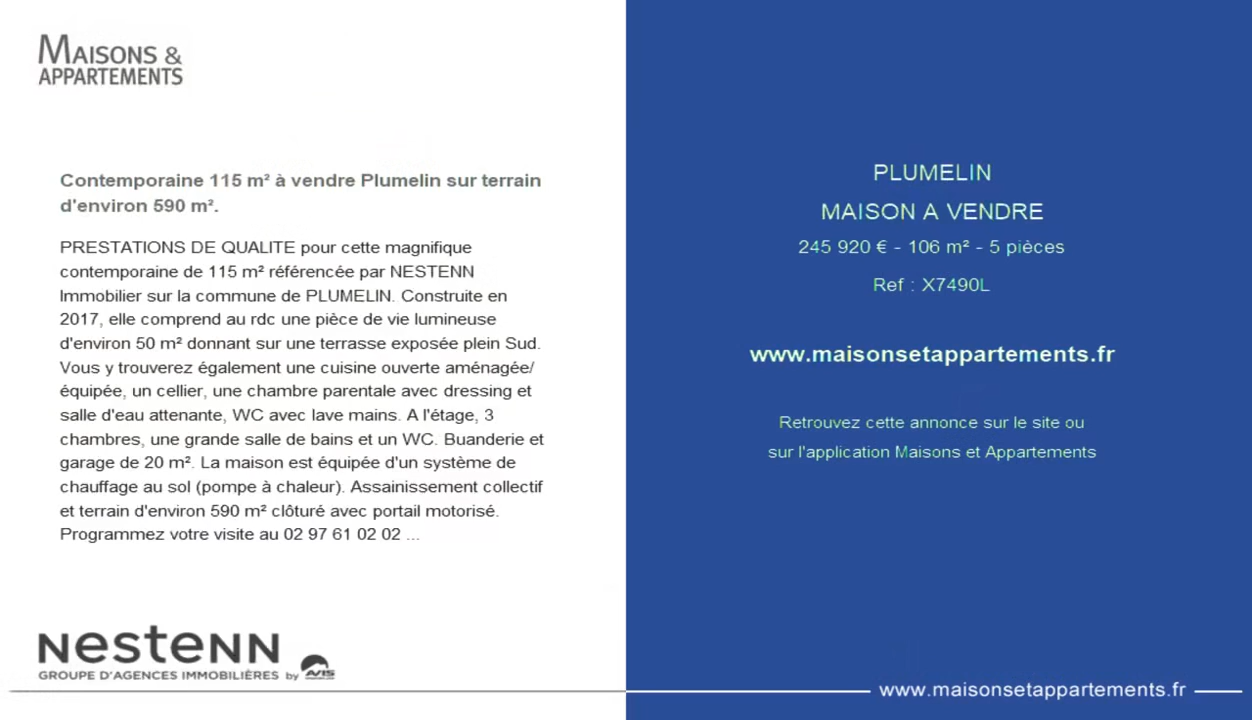 MAISONS &
APPARTEMENTS
Contemporaine 115 m² à vendre Plumelin sur terrain
d'environ 590 m².
PRESTATIONS DE QUALITE pour cette magnifique
contemporaine de 115 m² référencée par NESTENN
Immobilier sur la commune de PLUMELIN. Construite en
2017, elle comprend au rdc une pièce de vie lumineuse
d'environ 50 m² donnant sur une terrasse exposée plein Sud.
Vous y trouverez également une cuisine ouverte aménagée/
équipée, un cellier, une chambre parentale avec dressing et
salle d'eau attenante, WC avec lave mains. A l'étage, 3
chambres, une grande salle de bains et un WC. Buanderie et
garage de 20 m². La maison est équipée d'un système de
chauffage au sol (pompe à chaleur). Assainissement collectif
et terrain d'environ 590 m² clôturé avec portail motorisé.
Programmez votre visite au 02 97 61 02 02 ...
Nestenn
GROUPE D'AGENCES IMMOBILIÈRES by AVIS
PLUMELIN
MAISON A VENDRE
245 920 € - 106 m² - 5 pièces
Ref : X7490L
www.maisonsetappartements.fr
Retrouvez cette annonce sur le site ou
sur l'application Maisons et Appartements
www.maisonsetappartements.fr